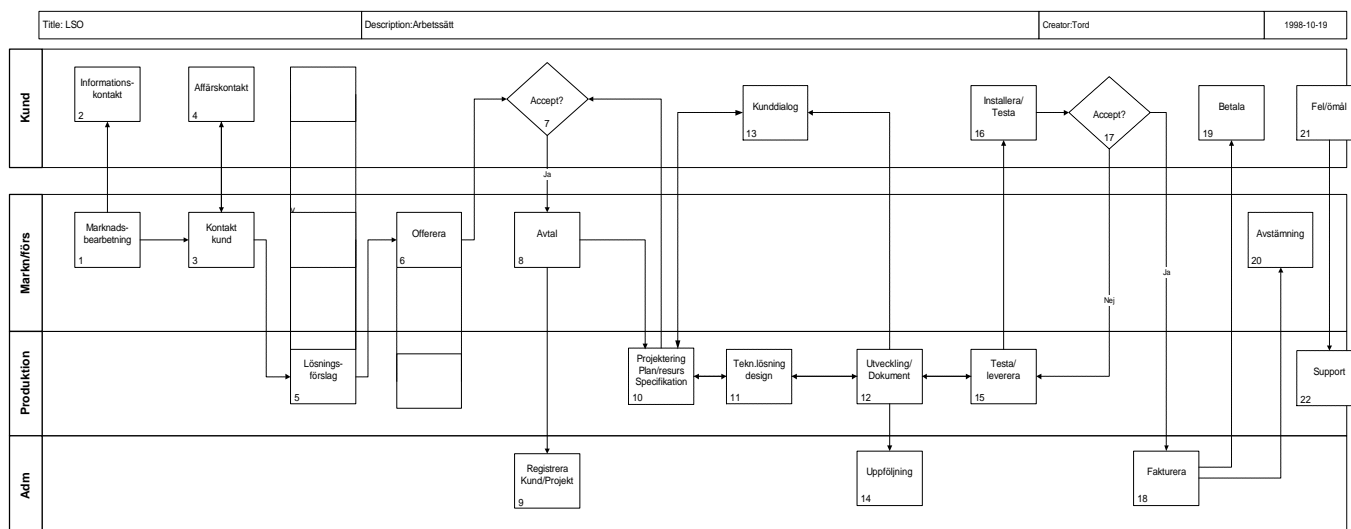 Title: LSO
Description:Arbetssätt
Creator:Tord
1998-10-19
Kund
Informations-
kontakt
2
Affärskontakt
4
Accept?
7
Kunddialog
13
Installera/
Testa
16
Accept?
17
Betala
19
Fel/ömål
21
Ja
Markn/förs
v
Marknads-
bearbetning
1
Kontakt
kund
3
Offerera
6
Avtal
8
Avstämning
20
Ja
Nej
Produktion
Lösnings-
förslag
5
Projektering
Plan/resurs
Specifikation
10
Tekn.lösning
design
11
Utveckling/
Dokument
12
Testa/
leverera
15
Support
22
Adm
Registrera
Kund/Projekt
9
Uppföljning
14
Fakturera
18